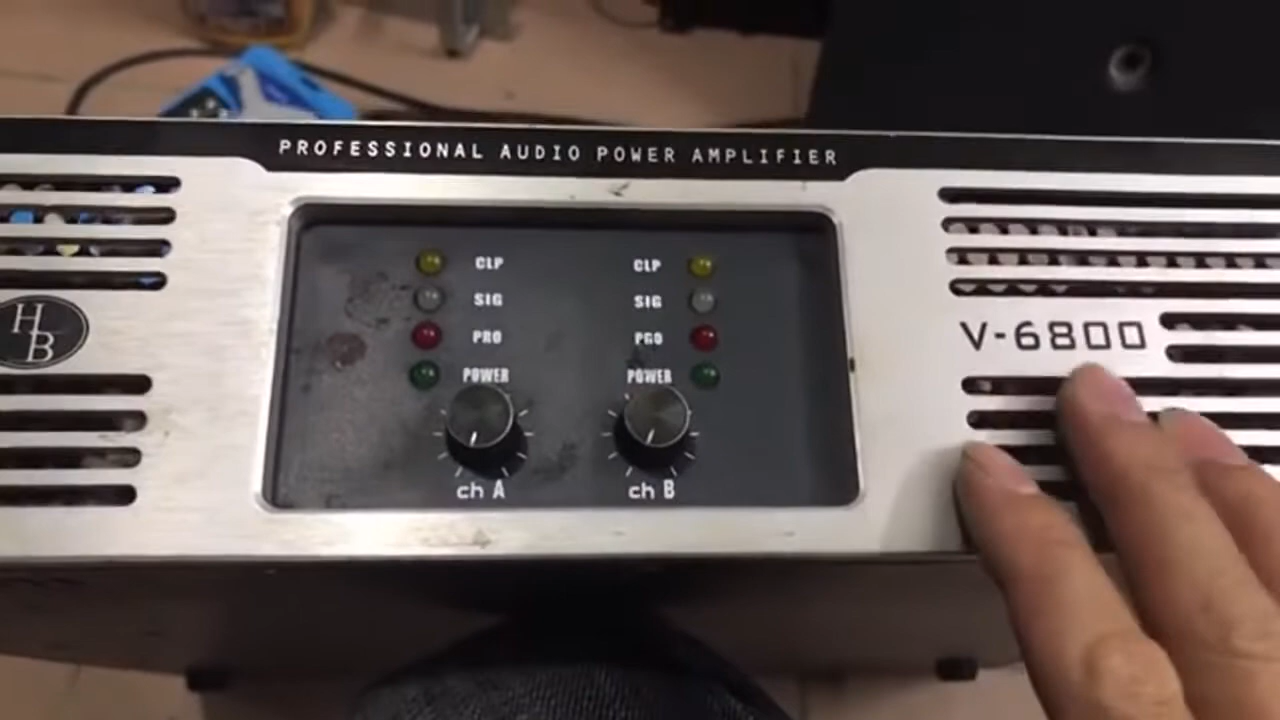 PROFESSIONAL AUDIO POWER AMPLIFIER
CLP CLP
SIG SIG
PRO PGO
POWER POWER
ch A ch B
HB
V-6800